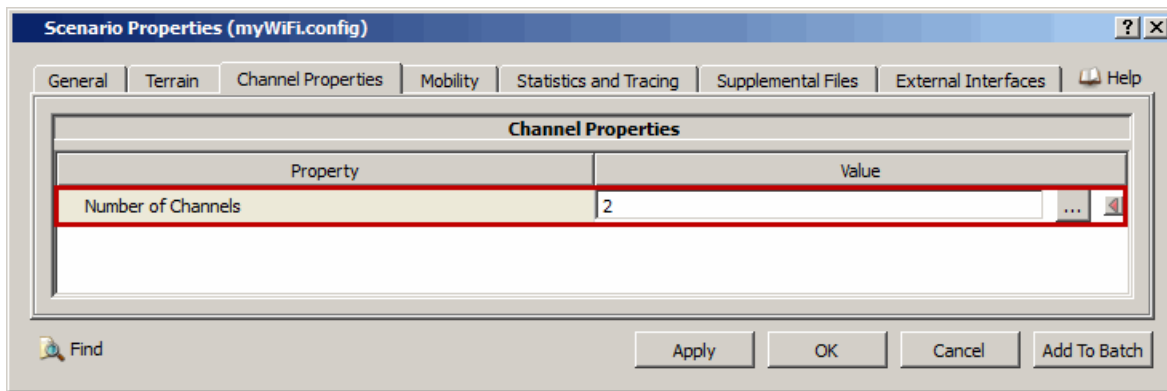 Scenario Properties (myWiFi.config)
General Terrain Channel Properties Mobility Statistics and Tracing Supplemental Files External Interfaces Help
Channel Properties
Property Value
Number of Channels 2 ...
Find Apply OK Cancel Add To Batch